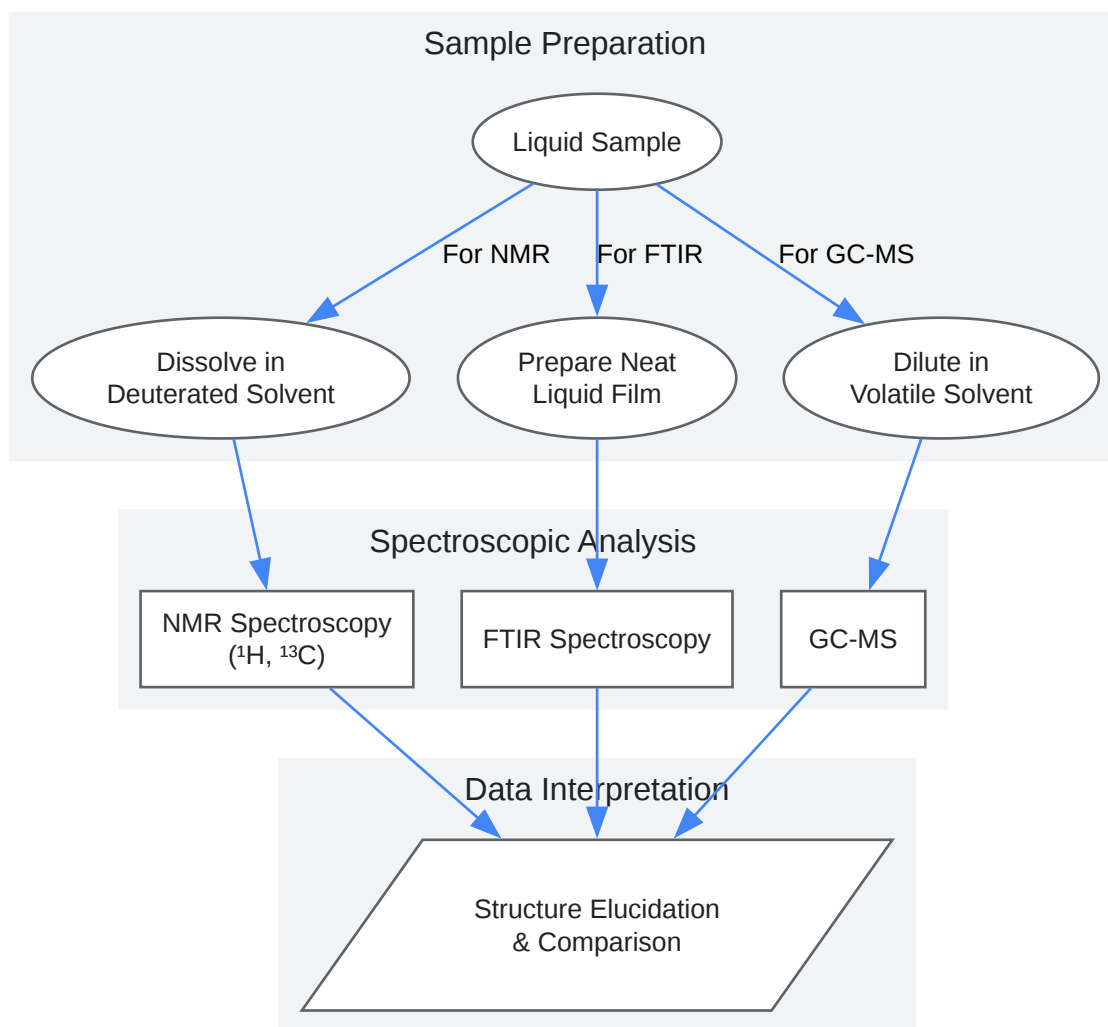 Sample Preparation
Liquid Sample
For NMR
For FTIR
For GC-MS
Dissolve in
Deuterated Solvent
Prepare Neat
Liquid Film
Dilute in
Volatile Solvent
Spectroscopic Analysis
NMR Spectroscopy
(¹H, ¹³C)
FTIR Spectroscopy
GC-MS
Data Interpretation
Structure Elucidation
& Comparison